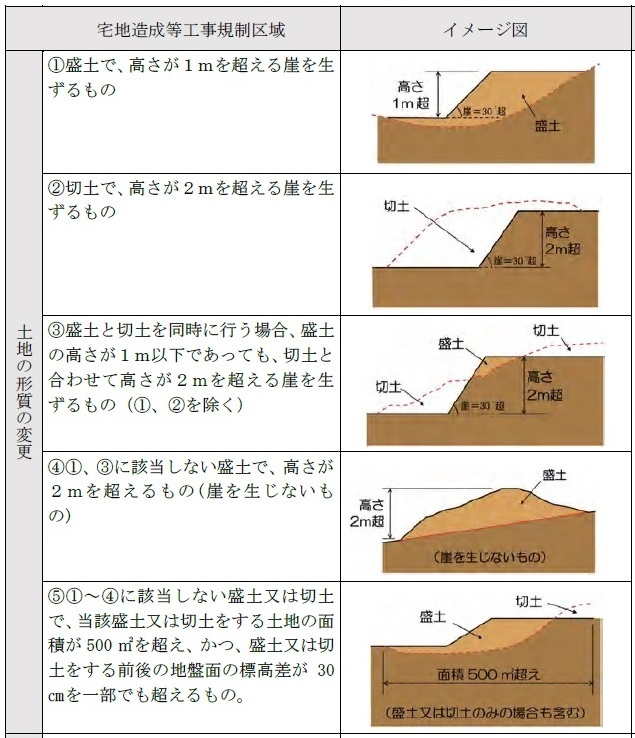 宅地造成等工事規制区域
イメージ図
土地の形質の変更
①盛土で、高さが１ｍを超える崖を生
ずるもの
高さ
1m超
崖＝30°超
盛土
②切土で、高さが２ｍを超える崖を生
ずるもの
切土
高さ
2m超
崖＝30°超
③盛土と切土を同時に行う場合、盛土
の高さが１ｍ以下であっても、切土と
合わせて高さが２ｍを超える崖を生
ずるもの（①、②を除く）
切土
盛土
切土
高さ
2m超
崖＝30°超
④①、③に該当しない盛土で、高さが
２ｍを超えるもの(崖を生じないも
の)
高さ
2m超
盛土
(崖を生じないもの)
⑤①～④に該当しない盛土又は切土
で、当該盛土又は切土をする土地の面
積が 500 ㎡を超え、かつ、盛土又は切
土をする前後の地盤面の標高差が 30
㎝を一部でも超えるもの。
切土
盛土
面積500㎡超え
(盛土又は切土のみの場合も含む)